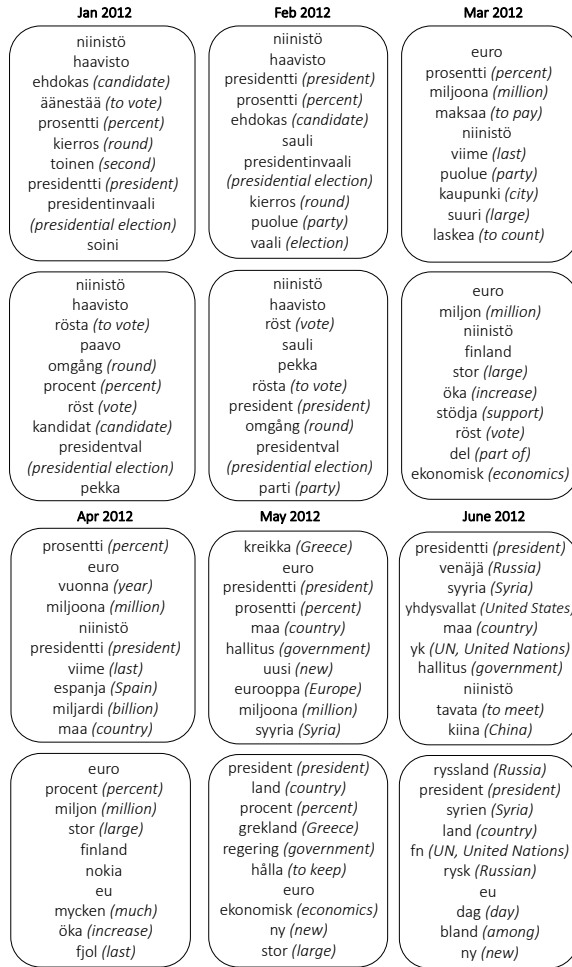 Jan 2012
niinistö
haavisto
ehdokas (candidate)
äänestää (to vote)
prosentti (percent)
kierros (round)
toinen (second)
presidentti (president)
presidentinvaali
(presidential election)
soini
Feb 2012
niinistö
haavisto
presidentti (president)
prosentti (percent)
ehdokas (candidate)
sauli
presidentinvaali
(presidential election)
kierros (round)
puolue (party)
vaali (election)
Mar 2012
euro
prosentti (percent)
miljoona (million)
maksaa (to pay)
niinistö
viime (last)
puolue (party)
kaupunki (city)
suuri (large)
laskea (to count)
niinistö
haavisto
rösta (to vote)
paavo
omgång (round)
procent (percent)
röst (vote)
kandidat (candidate)
presidentval
(presidential election)
pekka
niinistö
haavisto
röst (vote)
sauli
pekka
rösta (to vote)
president (president)
omgång (round)
presidentval
(presidential election)
parti (party)
euro
miljon (million)
niinistö
finland
stor (large)
öka (increase)
stödja (support)
röst (vote)
del (part of)
ekonomisk (economics)
Apr 2012
prosentti (percent)
euro
vuonna (year)
miljoona (million)
niinistö
presidentti (president)
viime (last)
espanja (Spain)
miljardi (billion)
maa (country)
May 2012
kreikka (Greece)
euro
presidentti (president)
prosentti (percent)
maa (country)
hallitus (government)
uusi (new)
eurooppa (Europe)
miljoona (million)
syyria (Syria)
June 2012
presidentti (president)
venäjä (Russia)
syyria (Syria)
yhdysvallat (United States)
maa (country)
yk (UN, United Nations)
hallitus (government)
niinistö
tavata (to meet)
kiina (China)
euro
procent (percent)
miljon (million)
stor (large)
finland
nokia
eu
mycken (much)
öka (increase)
fjol (last)
president (president)
land (country)
procent (percent)
grekland (Greece)
regering (government)
hålla (to keep)
euro
ekonomisk (economics)
ny (new)
stor (large)
ryssland (Russia)
president (president)
syrien (Syria)
land (country)
fn (UN, United Nations)
rysk (Russian)
eu
dag (day)
bland (among)
ny (new)